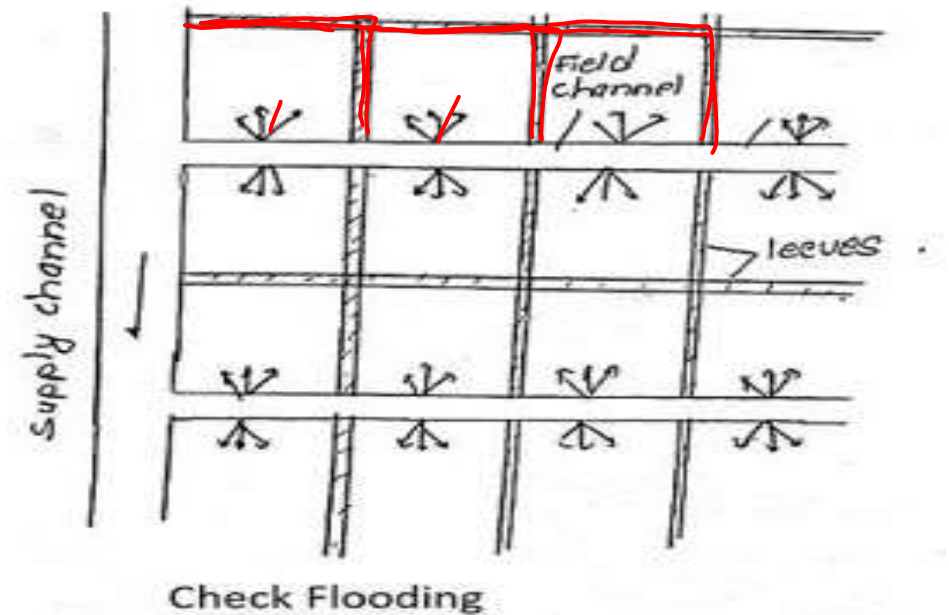 Field
channel
supply channel
leeves
Check Flooding